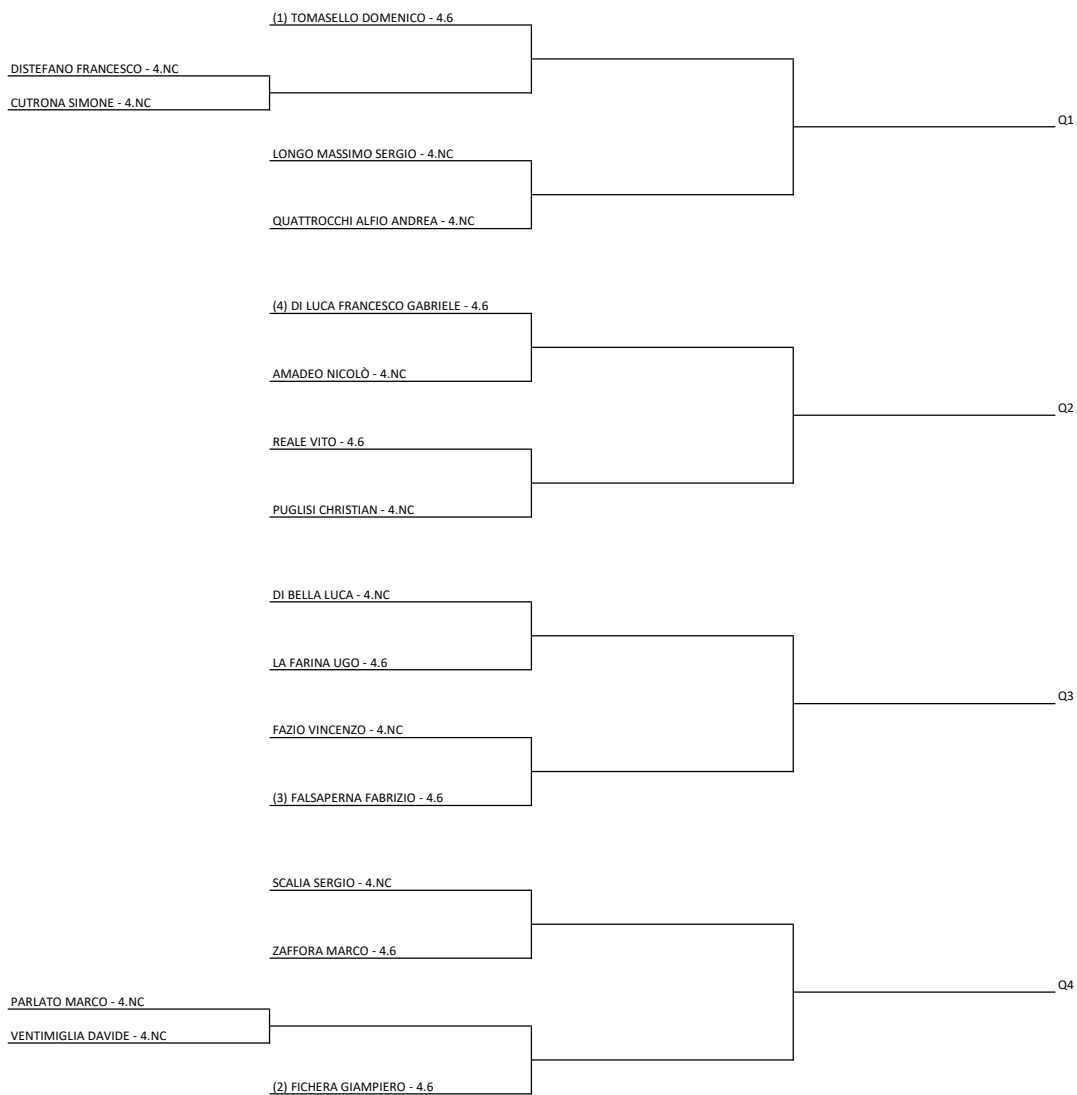 (1) TOMASELLO DOMENICO - 4.6
DISTEFANO FRANCESCO - 4.NC
CUTRONA SIMONE - 4.NC
Q1
LONGO MASSIMO SERGIO - 4.NC
QUATTROCCHI ALFIO ANDREA - 4.NC
(4) DI LUCA FRANCESCO GABRIELE - 4.6
AMADEO NICOLÒ - 4.NC
Q2
REALE VITO - 4.6
PUGLISI CHRISTIAN - 4.NC
DI BELLA LUCA - 4.NC
LA FARINA UGO - 4.6
Q3
FAZIO VINCENZO - 4.NC
(3) FALSAPERNA FABRIZIO - 4.6
SCALIA SERGIO - 4.NC
ZAFFORA MARCO - 4.6
Q4
PARLATO MARCO - 4.NC
VENTIMIGLIA DAVIDE - 4.NC
(2) FICHERA GIAMPIERO - 4.6